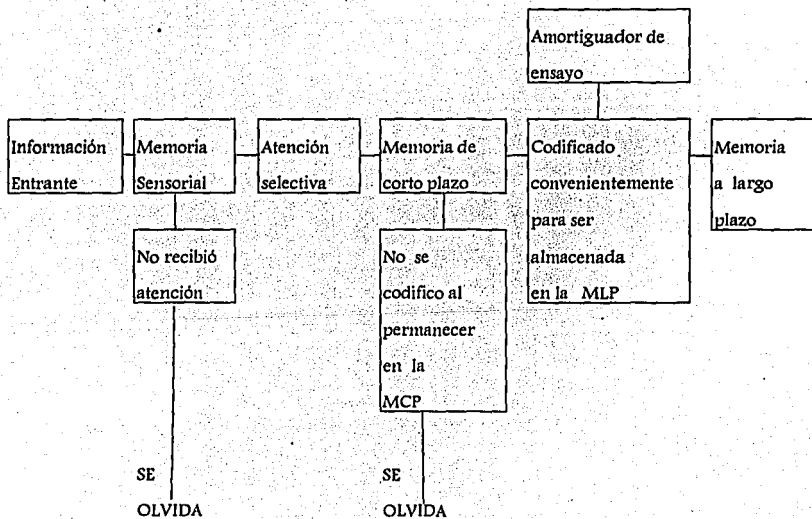 Amortiguador de
ensayo
Información
Entrante
Memoria
Sensorial
Atención
selectiva
Memoria de
corto plazo
Codificado
convenientemente
para ser
almacenada
en la MLP
Memoria
a largo
plazo
No recibió
atención
No se
codifico al
permanecer
en la
MCP
SE
OLVIDA
SE
OLVIDA